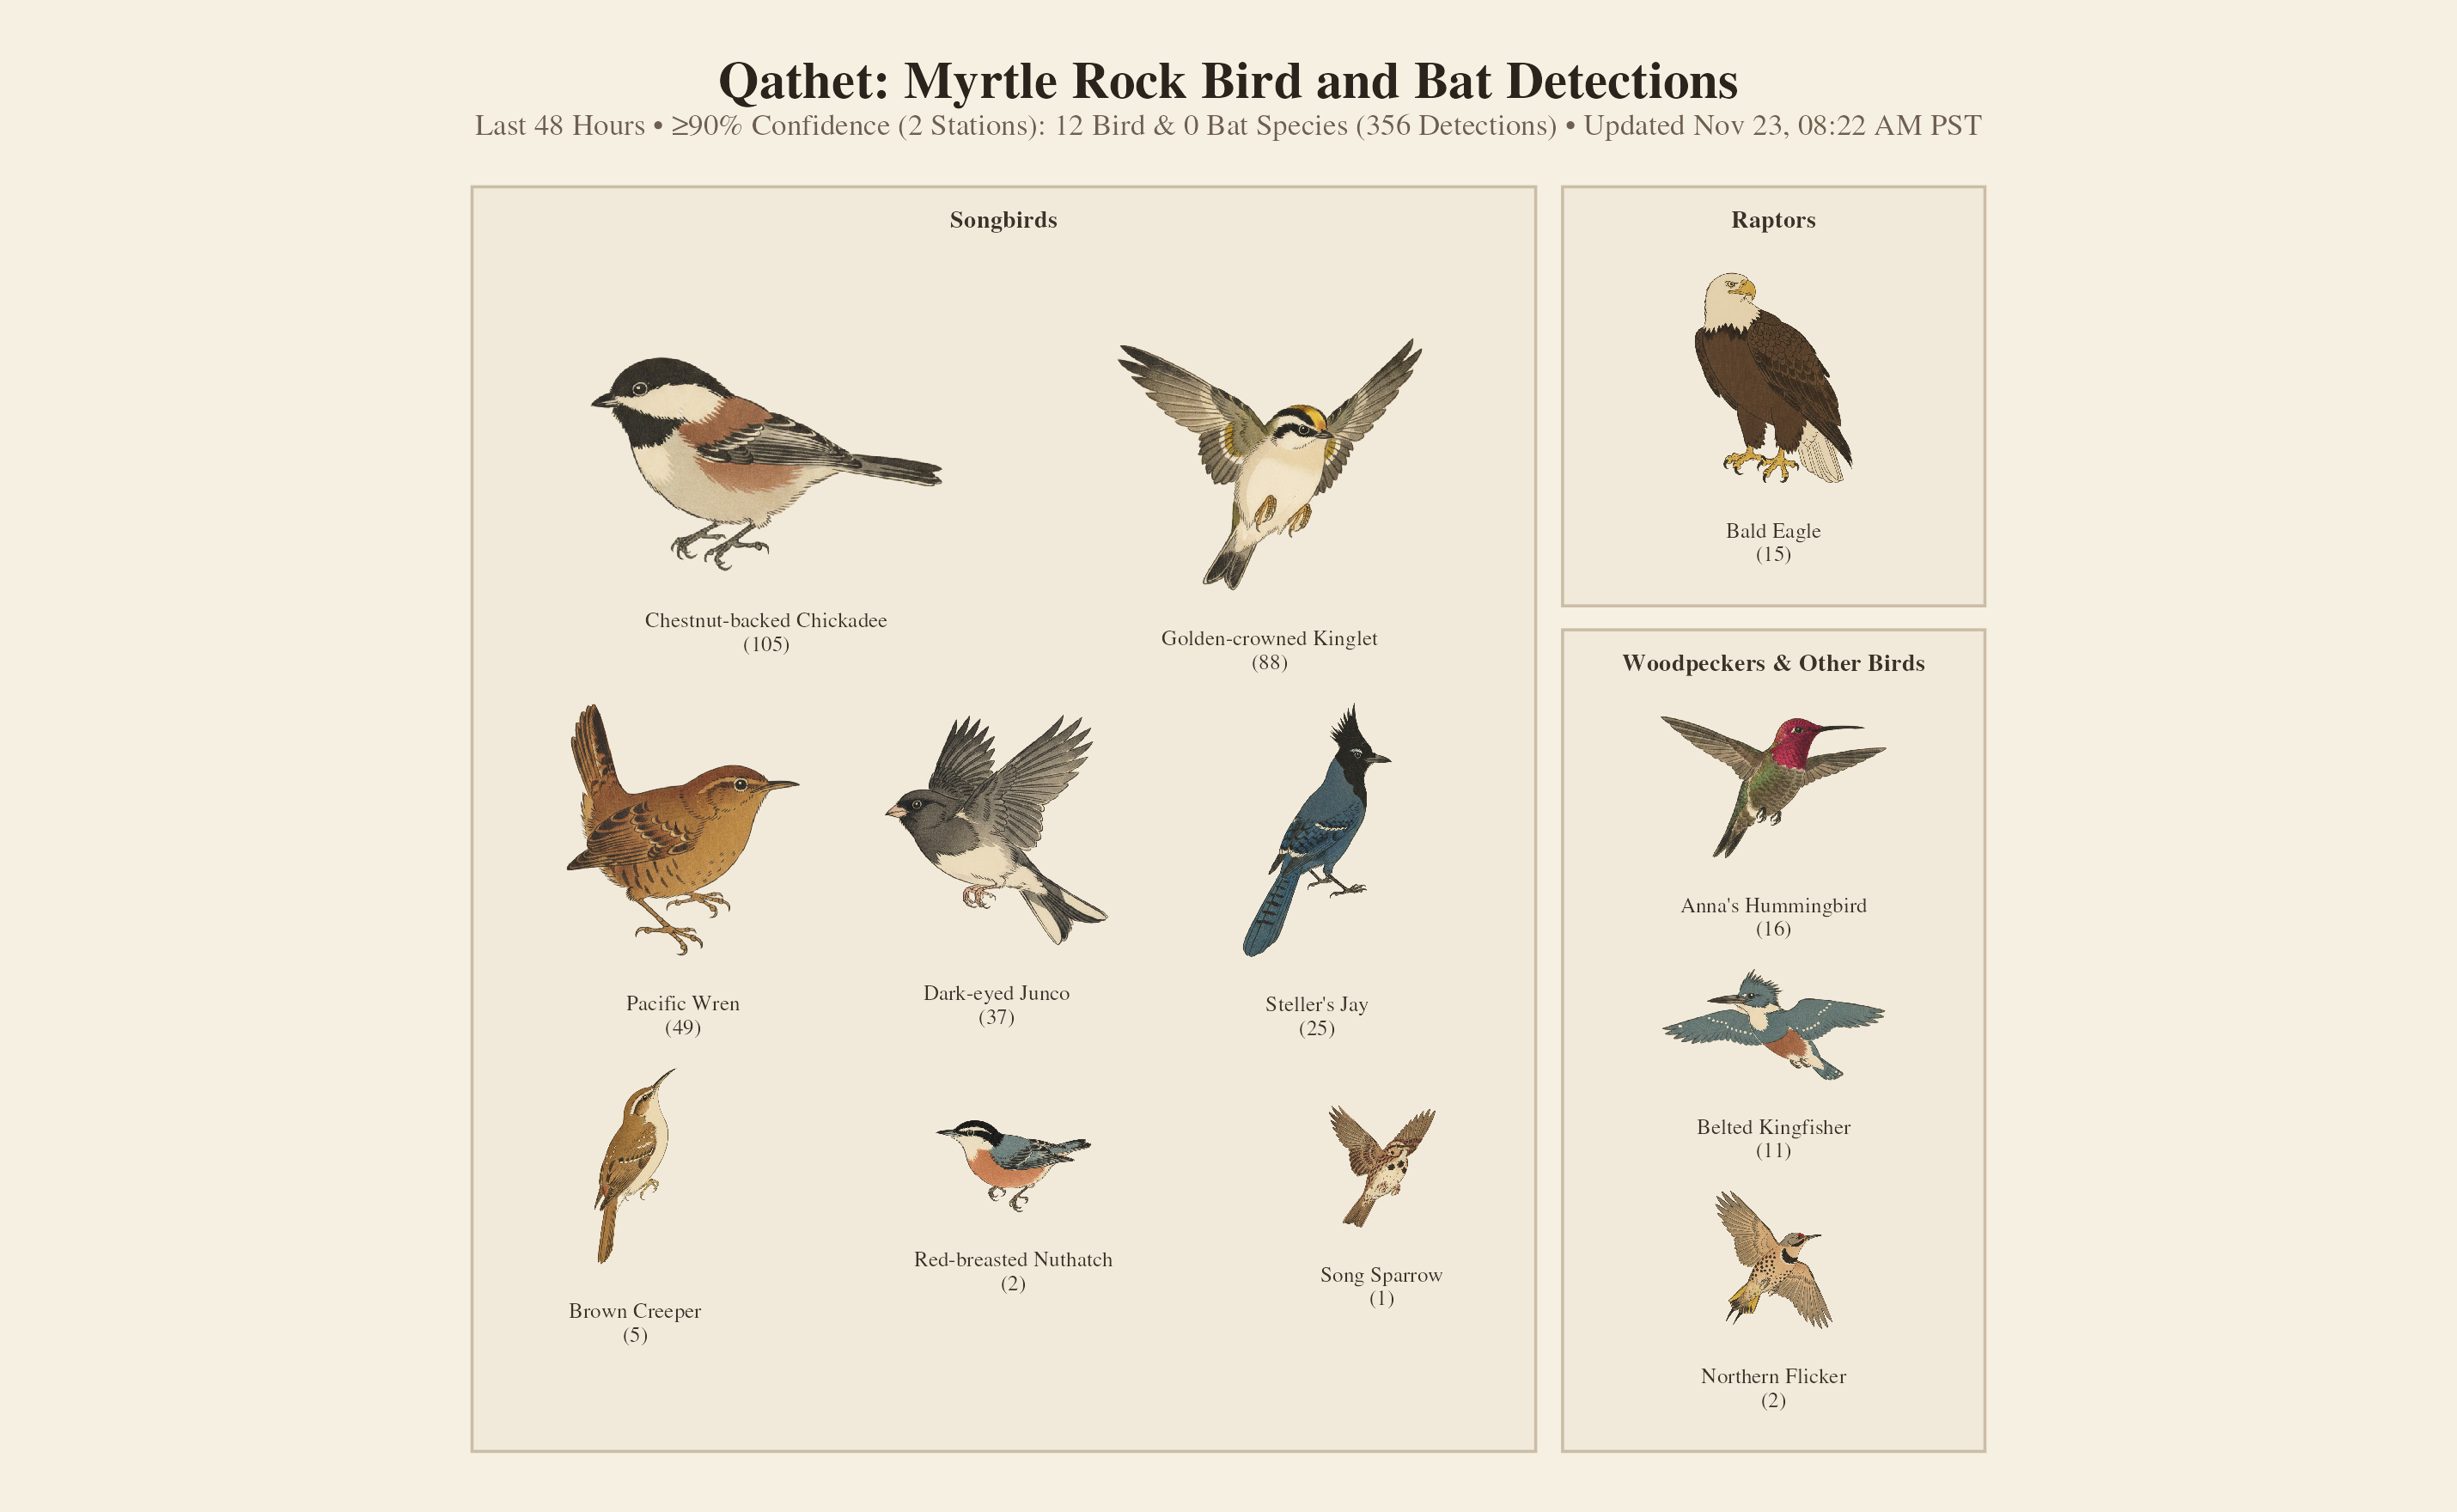 Qathet: Myrtle Rock Bird and Bat Detections
Last 48 Hours • ≥90% Confidence (2 Stations): 12 Bird & 0 Bat Species (356 Detections) • Updated Nov 23, 08:22 AM PST
Songbirds
Chestnut-backed Chickadee
(105)
Golden-crowned Kinglet
(88)
Pacific Wren
(49)
Dark-eyed Junco
(37)
Steller's Jay
(25)
Brown Creeper
(5)
Red-breasted Nuthatch
(2)
Song Sparrow
(1)
Raptors
Bald Eagle
(15)
Woodpeckers & Other Birds
Anna's Hummingbird
(16)
Belted Kingfisher
(11)
Northern Flicker
(2)